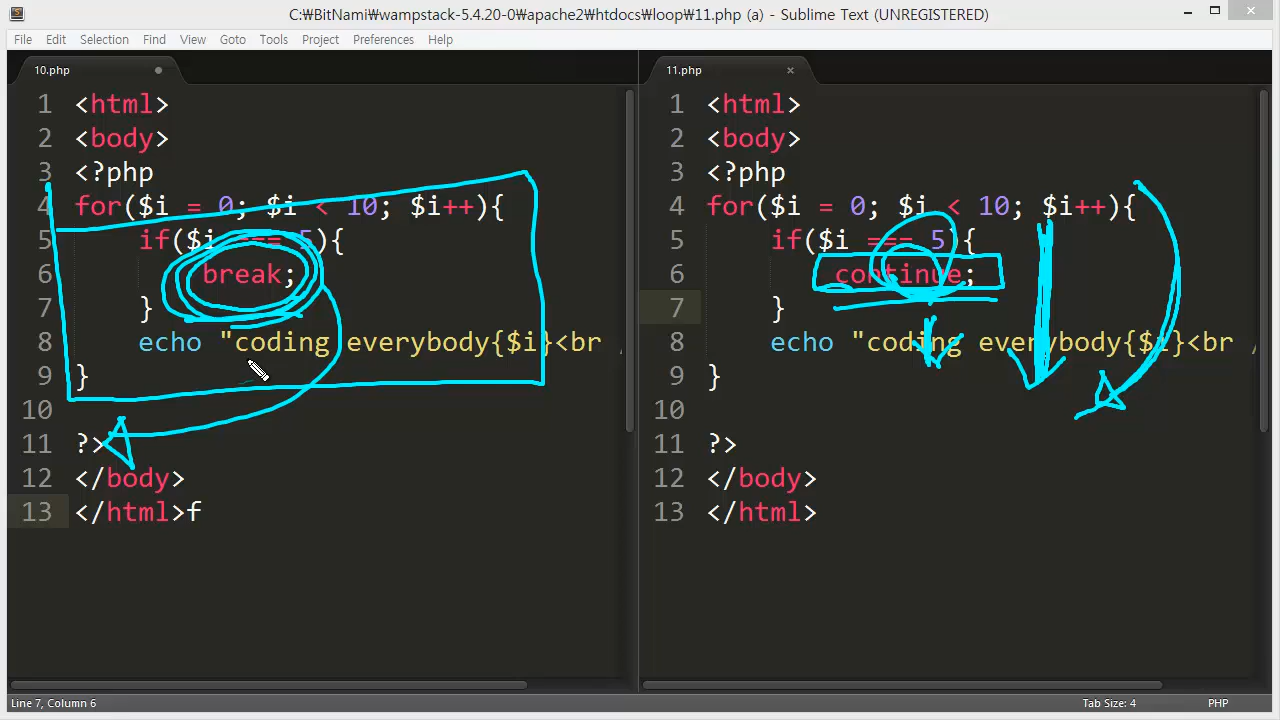 C:₩BitNami₩wampstack-5.4.20-0₩apache2₩htdocs₩loop₩11.php (a) - Sublime Text (UNREGISTERED)
File Edit Selection Find View Goto Tools Project Preferences Help
10.php
1 <html>
2 <body>
3 <?php
4 for($i = 0; $i < 10; $i++){
5 if($i === 5){
6 break;
7 }
8 echo "coding everybody{$i}<br /
9 }
10
11 ?>
12 </body>
13 </html>f
11.php
1 <html>
2 <body>
3 <?php
4 for($i = 0; $i < 10; $i++){
5 if($i === 5){
6 continue;
7 }
8 echo "coding everybody{$i}<br /
9 }
10
11 ?>
12 </body>
13 </html>
Line 7, Column 6
Tab Size: 4
PHP